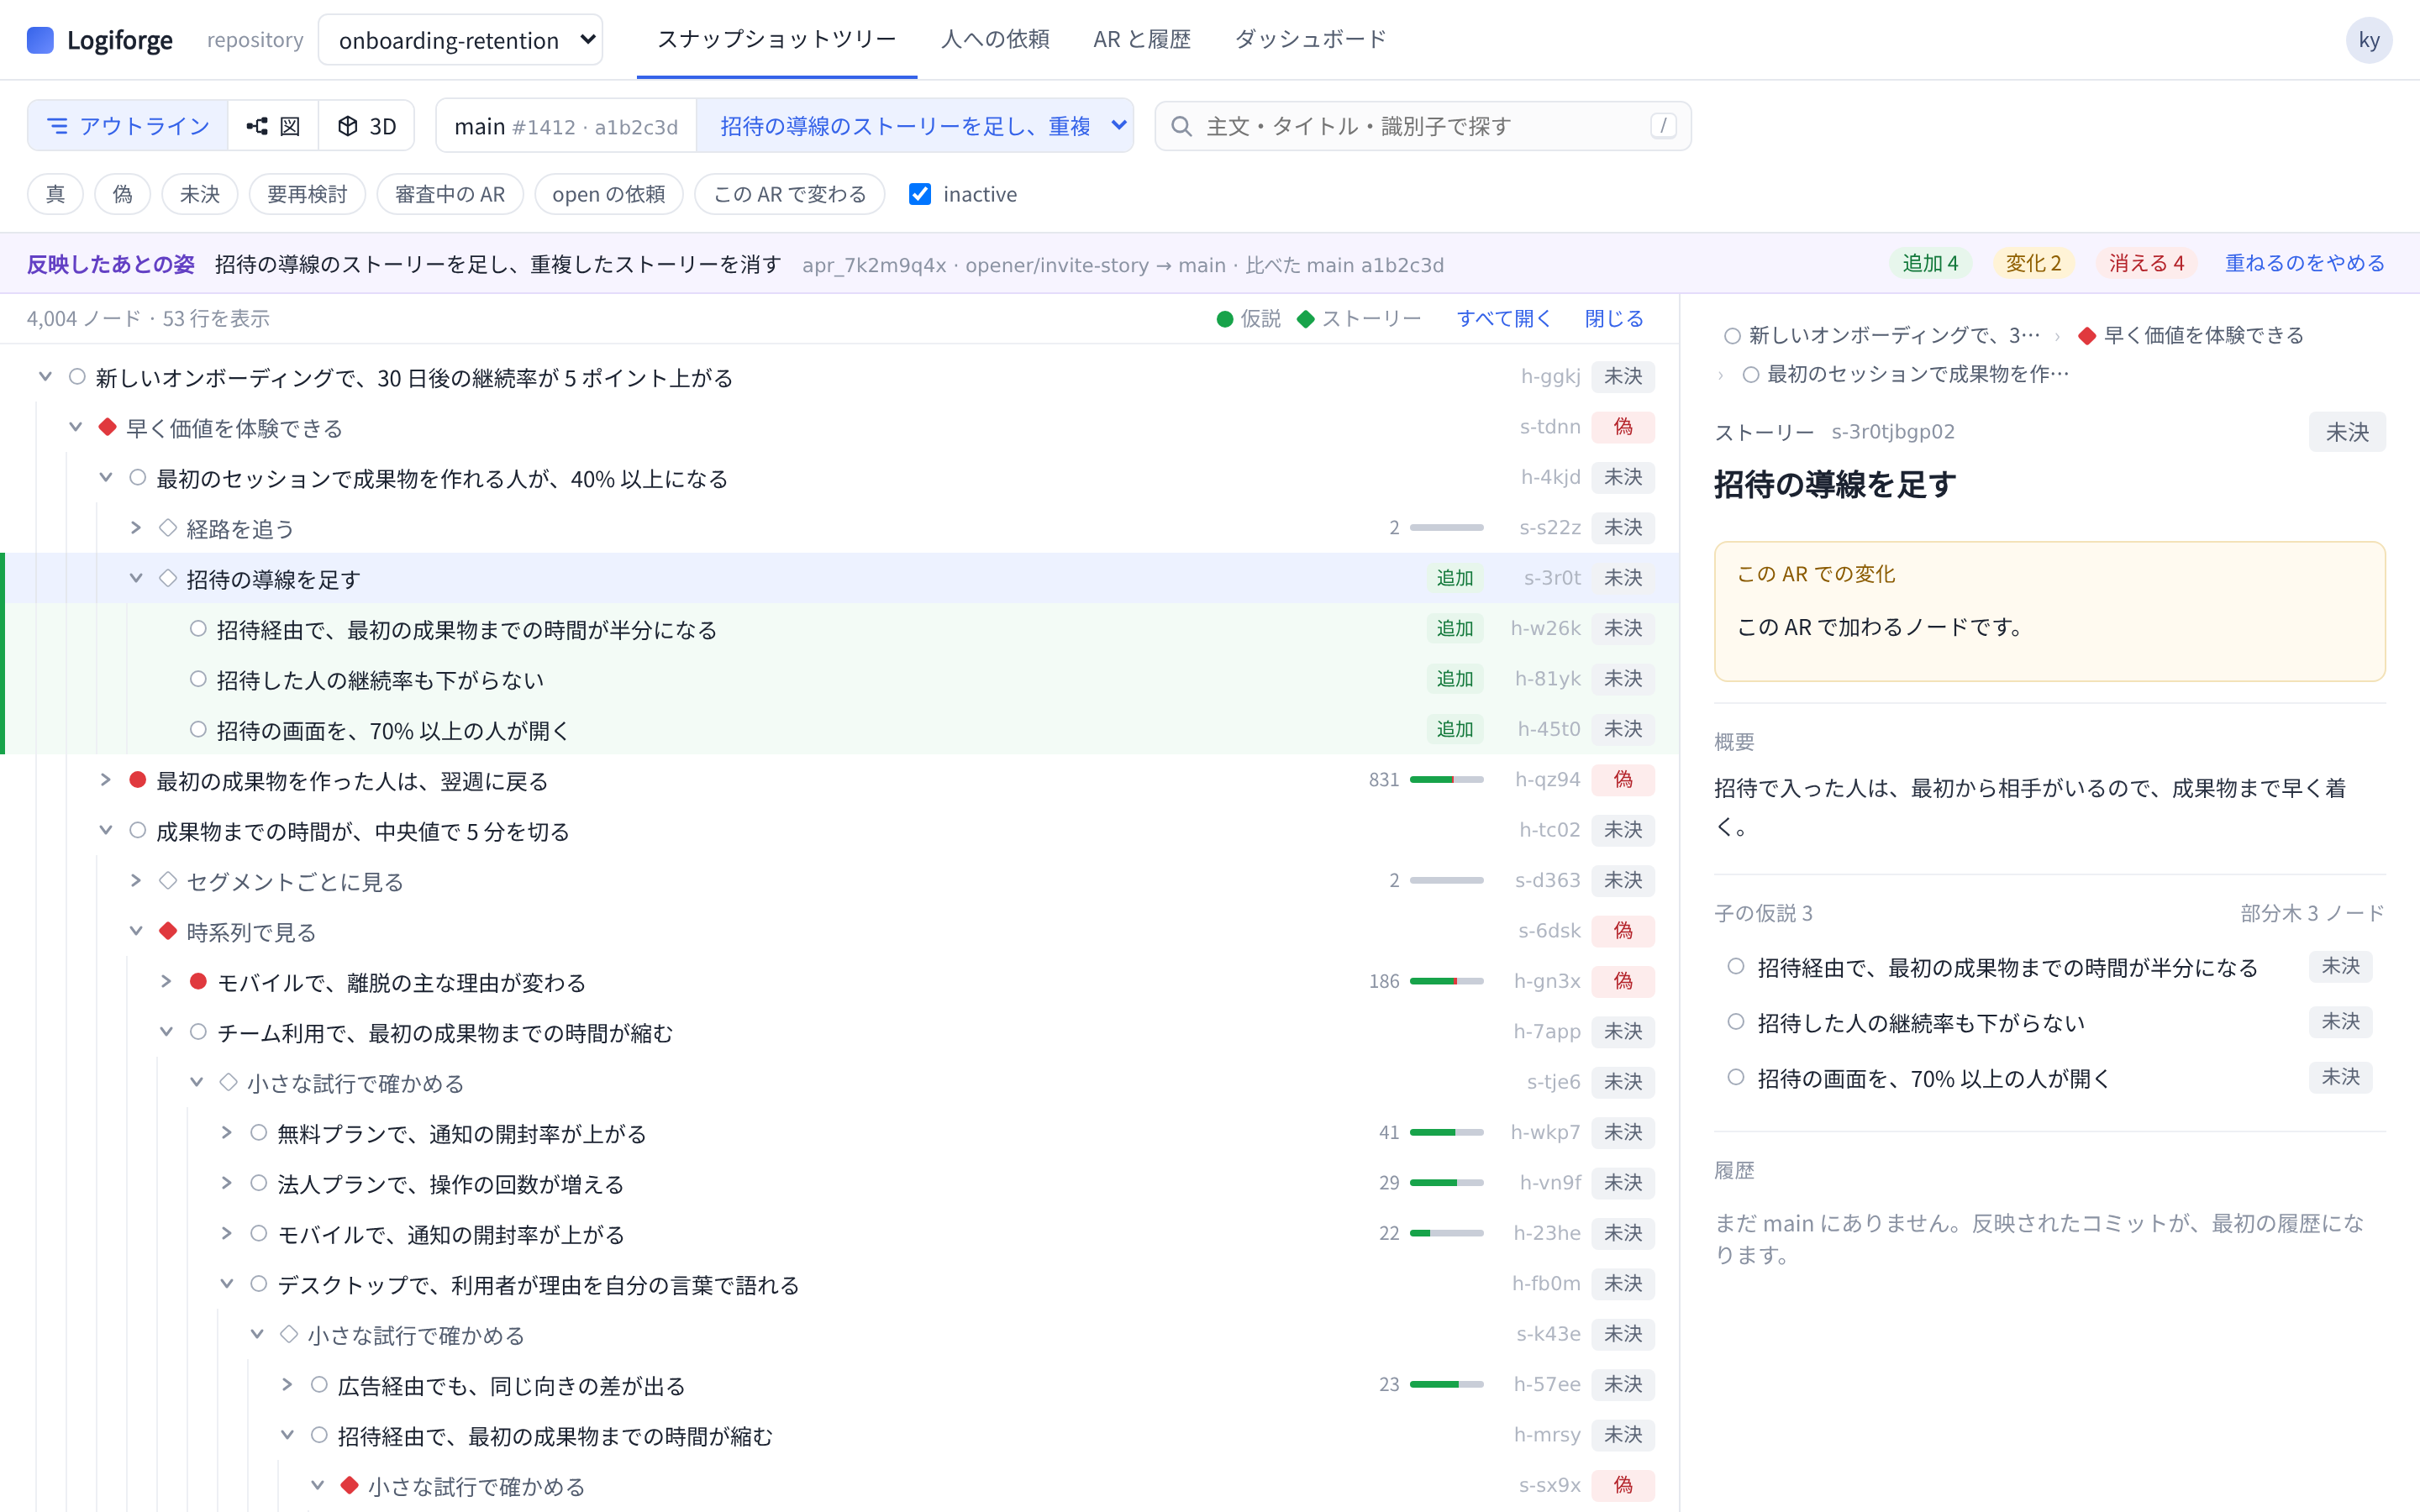 Logiforge repository onboarding-retention スナップショットツリー 人への依頼 AR と履歴 ダッシュボード ky
アウトライン 図 3D main #1412 · a1b2c3d 招待の導線のストーリーを足し、重複 主文・タイトル・識別子で探す /
真 偽 未決 要再検討 審査中の AR open の依頼 この AR で変わる inactive
反映したあとの姿 招待の導線のストーリーを足し、重複したストーリーを消す apr_7k2m9q4x · opener/invite-story → main · 比べた main a1b2c3d 追加 4 変化 2 消える 4 重ねるのをやめる
4,004 ノード · 53 行を表示 仮説 ストーリー すべて開く 閉じる
新しいオンボーディングで、30 日後の継続率が 5 ポイント上がる h-ggkj 未決
早く価値を体験できる s-tdnn 偽
最初のセッションで成果物を作れる人が、40% 以上になる h-4kjd 未決
経路を追う 2 s-s22z 未決
招待の導線を足す 追加 s-3r0t 未決
招待経由で、最初の成果物までの時間が半分になる 追加 h-w26k 未決
招待した人の継続率も下がらない 追加 h-81yk 未決
招待の画面を、70% 以上の人が開く 追加 h-45t0 未決
最初の成果物を作った人は、翌週に戻る 831 h-qz94 偽
成果物までの時間が、中央値で 5 分を切る h-tc02 未決
セグメントごとに見る 2 s-d363 未決
時系列で見る s-6dsk 偽
モバイルで、離脱の主な理由が変わる 186 h-gn3x 偽
チーム利用で、最初の成果物までの時間が縮む h-7app 未決
小さな試行で確かめる s-tje6 未決
無料プランで、通知の開封率が上がる 41 h-wkp7 未決
法人プランで、操作の回数が増える 29 h-vn9f 未決
モバイルで、通知の開封率が上がる 22 h-23he 未決
デスクトップで、利用者が理由を自分の言葉で語れる h-fb0m 未決
小さな試行で確かめる s-k43e 未決
広告経由でも、同じ向きの差が出る 23 h-57ee 未決
招待経由で、最初の成果物までの時間が縮む h-mrsy 未決
小さな試行で確かめる s-sx9x 偽
新しいオンボーディングで、3… › 早く価値を体験できる
› 最初のセッションで成果物を作…
ストーリー s-3r0tjbgp02 未決
招待の導線を足す
この AR での変化
この AR で加わるノードです。
概要
招待で入った人は、最初から相手がいるので、成果物まで早く着
く。
子の仮説 3 部分木 3 ノード
招待経由で、最初の成果物までの時間が半分になる 未決
招待した人の継続率も下がらない 未決
招待の画面を、70% 以上の人が開く 未決
履歴
まだ main にありません。反映されたコミットが、最初の履歴にな
ります。